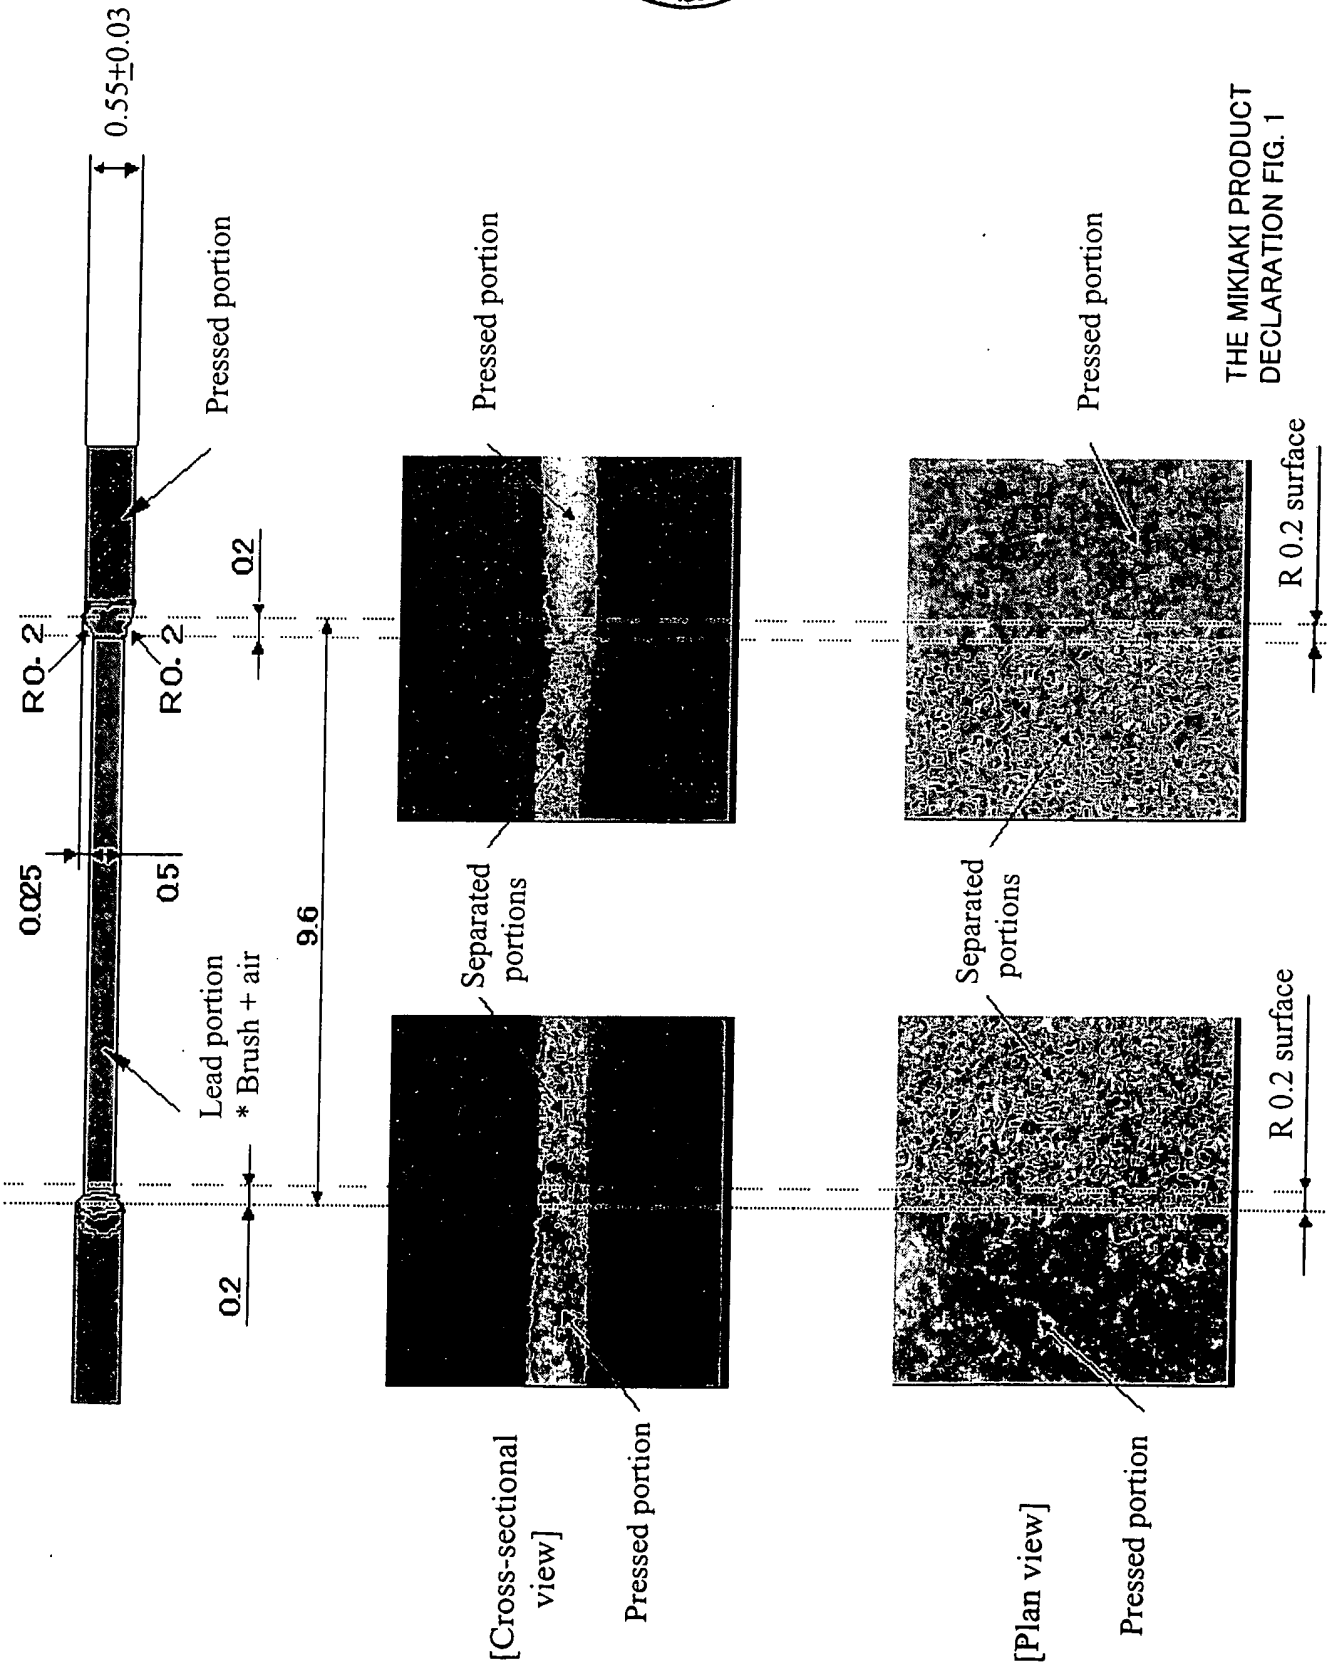 0.55±0.03
Pressed portion
R0.2
R0.2
0.2
0.025
0.5
Lead portion
* Brush + air
9.6
0.2
[Cross-sectional
view]
Pressed portion
Separated
portions
Pressed portion
[Plan view]
Pressed portion
Separated
portions
Pressed portion
R 0.2 surface
R 0.2 surface
THE MIKIAKI PRODUCT
DECLARATION FIG. 1